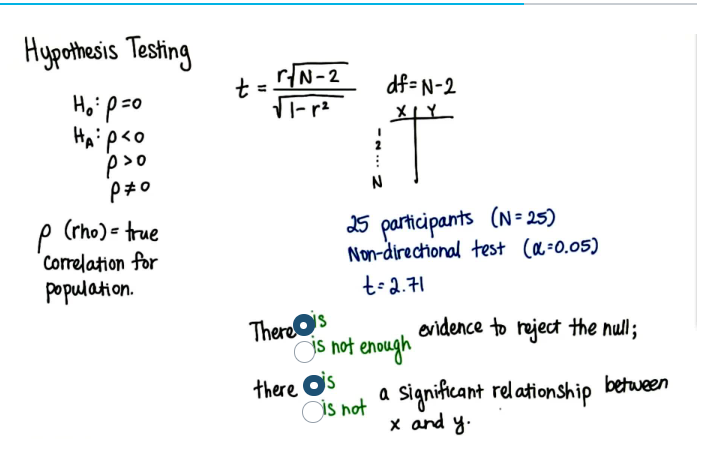 Hypothesis Testing
H₀: ρ=0
H_A: ρ<0
ρ>0
ρ≠0
ρ (rho) = true
correlation for
population.
t = r√N-2 / √1-r²
df=N-2
X Y
1
2
⋮
N
25 participants (N=25)
Non-directional test (α=0.05)
t=2.71
There is
is not enough
evidence to reject the null;
there is
is not
a significant relationship between
x and y.